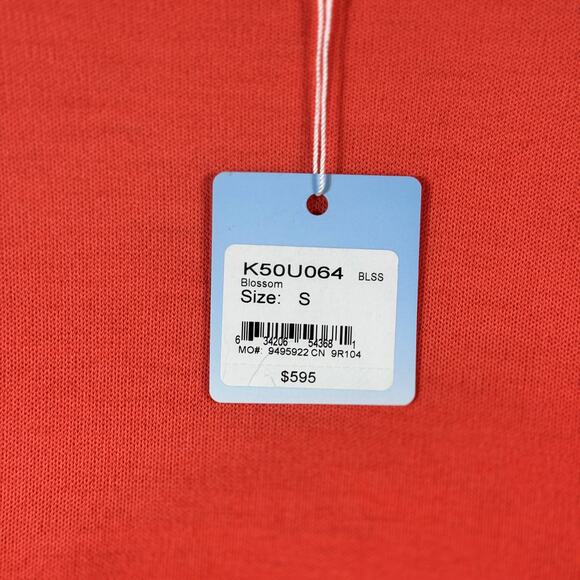 K50U064 BLSS
Blossom
Size: S
6 34206 54368 1
MO#: 9495922 CN 9R104
$595